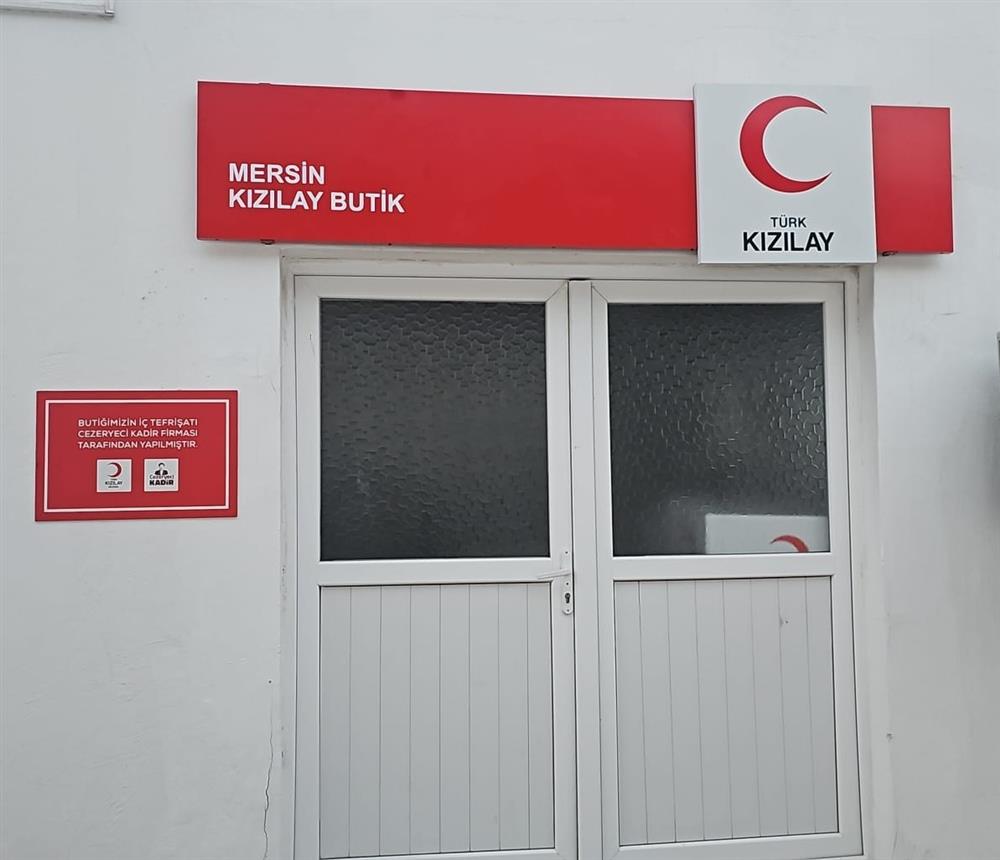 MERSİN
KIZILAY BUTİK
TÜRK
KIZILAY
BUTİĞİMİZİN İÇ TEFRİŞATI
CEZERYECİ KADİR FİRMASI
TARAFINDAN YAPILMIŞTIR.
TÜRK
KIZILAY
Cezeryeci
KADİR